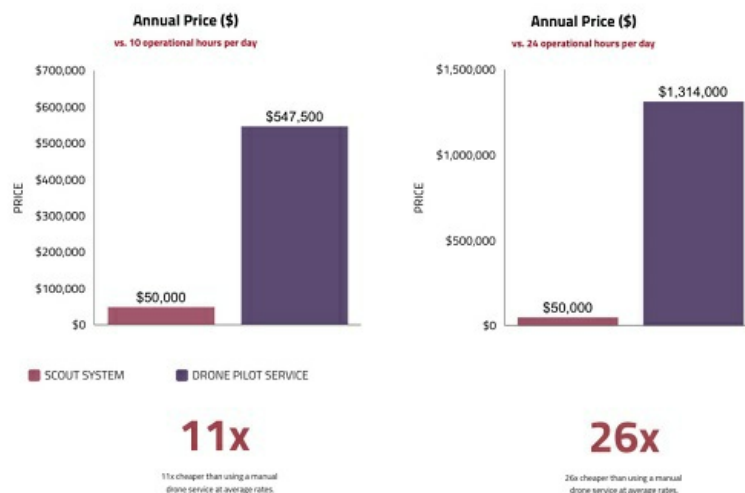 Annual Price ($)
vs. 10 operational hours per day
$700,000
$600,000
$500,000
$400,000
$300,000
$200,000
$100,000
$0
PRICE
$547,500
$50,000
SCOUT SYSTEM
DRONE PILOT SERVICE
11x
11x cheaper than using a manual
drone service at average rates.
Annual Price ($)
vs. 24 operational hours per day
$1,500,000
$1,000,000
$500,000
$0
PRICE
$1,314,000
$50,000
26x
26x cheaper than using a manual
drone service at average rates.